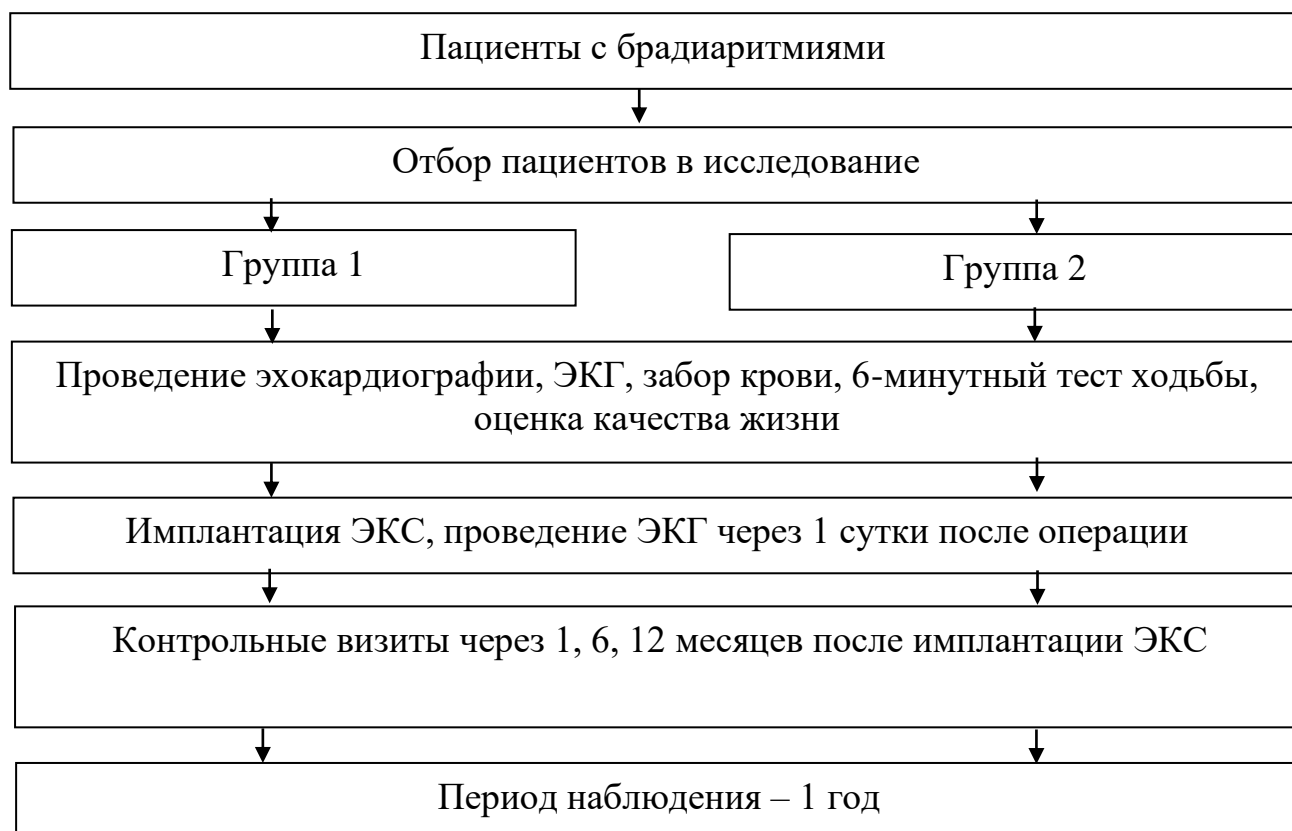 Пациенты с брадиаритмиями
Отбор пациентов в исследование
Группа 1
Группа 2
Проведение эхокардиографии, ЭКГ, забор крови, 6-минутный тест ходьбы,
оценка качества жизни
Имплантация ЭКС, проведение ЭКГ через 1 сутки после операции
Контрольные визиты через 1, 6, 12 месяцев после имплантации ЭКС
Период наблюдения – 1 год